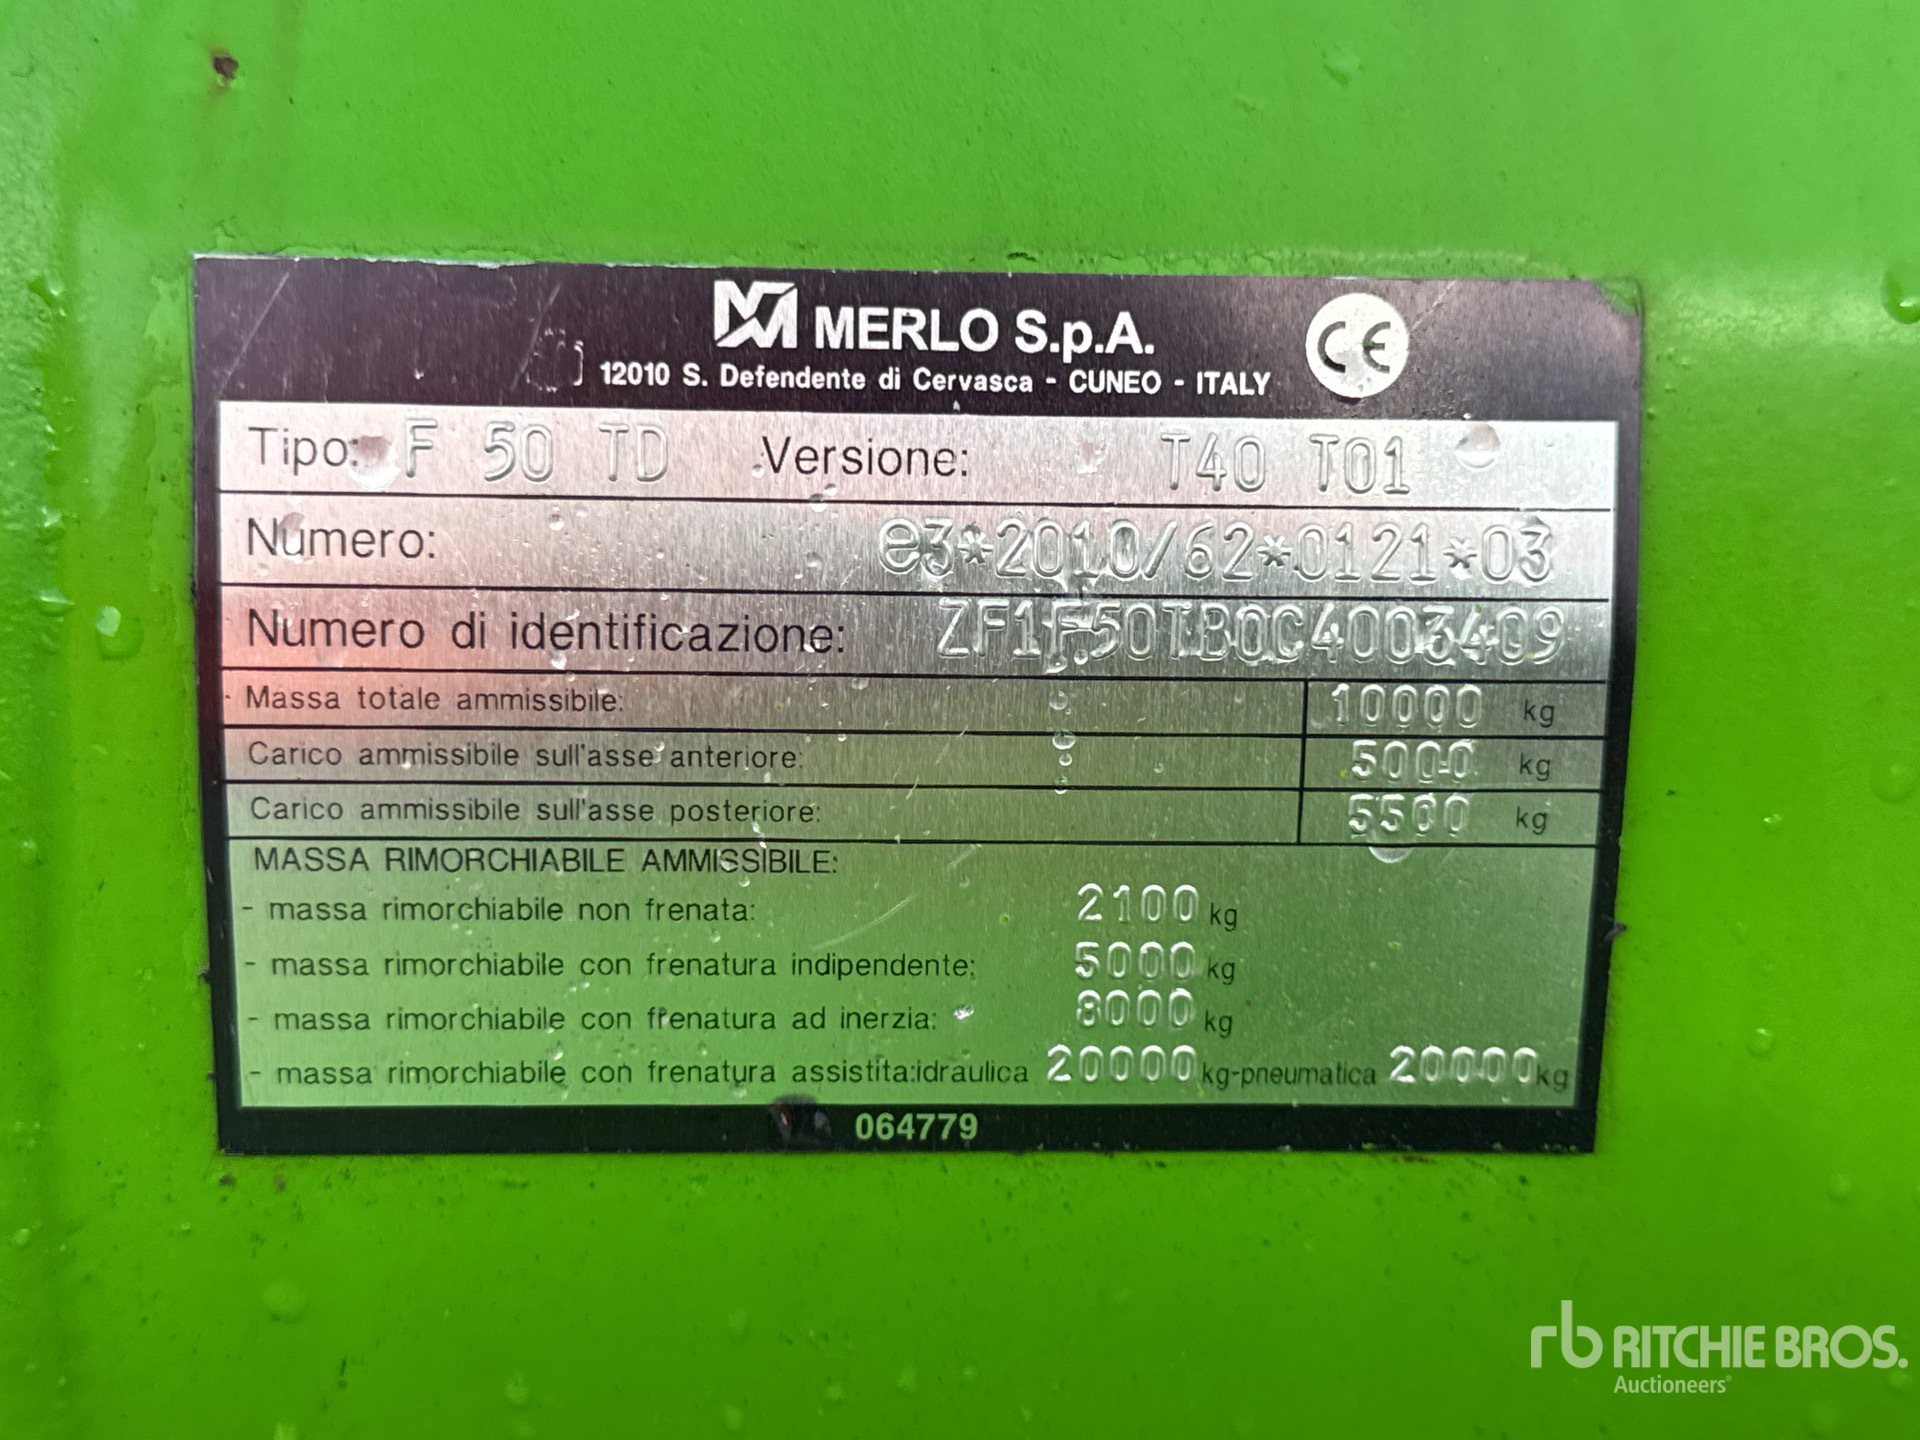 MERLO S.p.A.
12010 S. Defendente di Cervasca - CUNEO - ITALY
CE
Tipo: F 50 TD Versione: T40 T01
Numero: e3*2010/62*0121*03
Numero di identificazione: ZF1F50TB0C4003409
Massa totale ammissibile: 10000 kg
Carico ammissibile sull'asse anteriore: 5000 kg
Carico ammissibile sull'asse posteriore: 5500 kg
MASSA RIMORCHIABILE AMMISSIBILE:
- massa rimorchiabile non frenata: 2100 kg
- massa rimorchiabile con frenatura indipendente: 5000 kg
- massa rimorchiabile con frenatura ad inerzia: 8000 kg
- massa rimorchiabile con frenatura assistita:idraulica 20000 kg-pneumatica 20000 kg
064779
rb RITCHIE BROS.
Auctioneers